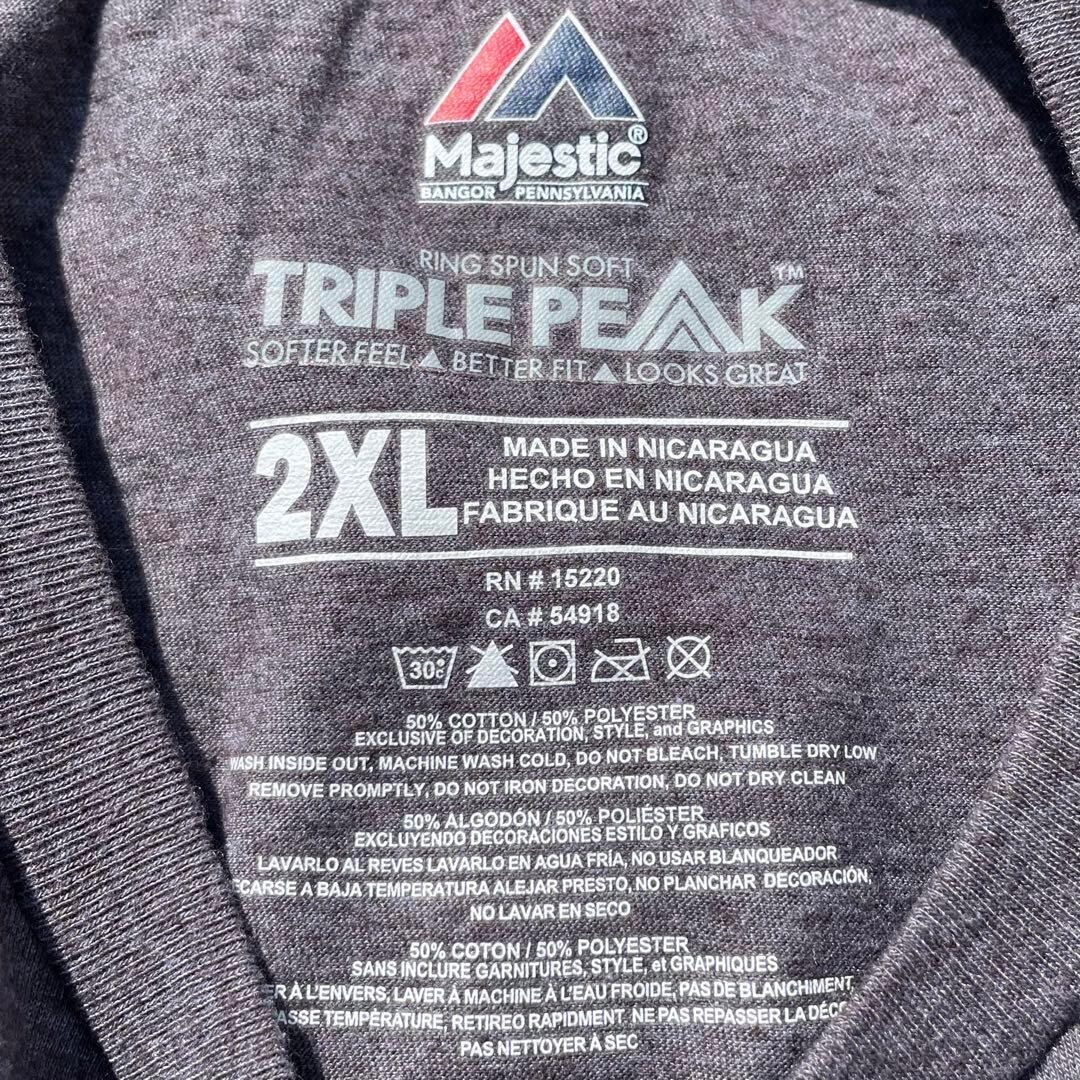 Majestic®
BANGOR PENNSYLVANIA
RING SPUN SOFT
TRIPLE PEAK™
SOFTER FEEL ▲ BETTER FIT ▲ LOOKS GREAT
2XL
MADE IN NICARAGUA
HECHO EN NICARAGUA
FABRIQUE AU NICARAGUA
RN # 15220
CA # 54918
30°C
50% COTTON / 50% POLYESTER
EXCLUSIVE OF DECORATION, STYLE, and GRAPHICS
WASH INSIDE OUT, MACHINE WASH COLD, DO NOT BLEACH, TUMBLE DRY LOW
REMOVE PROMPTLY, DO NOT IRON DECORATION, DO NOT DRY CLEAN
50% ALGODÓN / 50% POLIÉSTER
EXCLUYENDO DECORACIONES ESTILO Y GRAFICOS
LAVARLO AL REVES LAVARLO EN AGUA FRÍA, NO USAR BLANQUEADOR
A BAJA TEMPERATURA ALEJAR PRESTO, NO PLANCHAR DECORACIÓN,
NO LAVAR EN SECO
50% COTON / 50% POLYESTER
SANS INCLURE GARNITURES, STYLE, et GRAPHIQUES
À L'ENVERS, LAVER À MACHINE À L'EAU FROIDE, PAS DE BLANCHIMENT,
TEMPÉRATURE, RETIREO RAPIDMENT NE PAS REPASSER LA
PAS NETTOYER À SEC